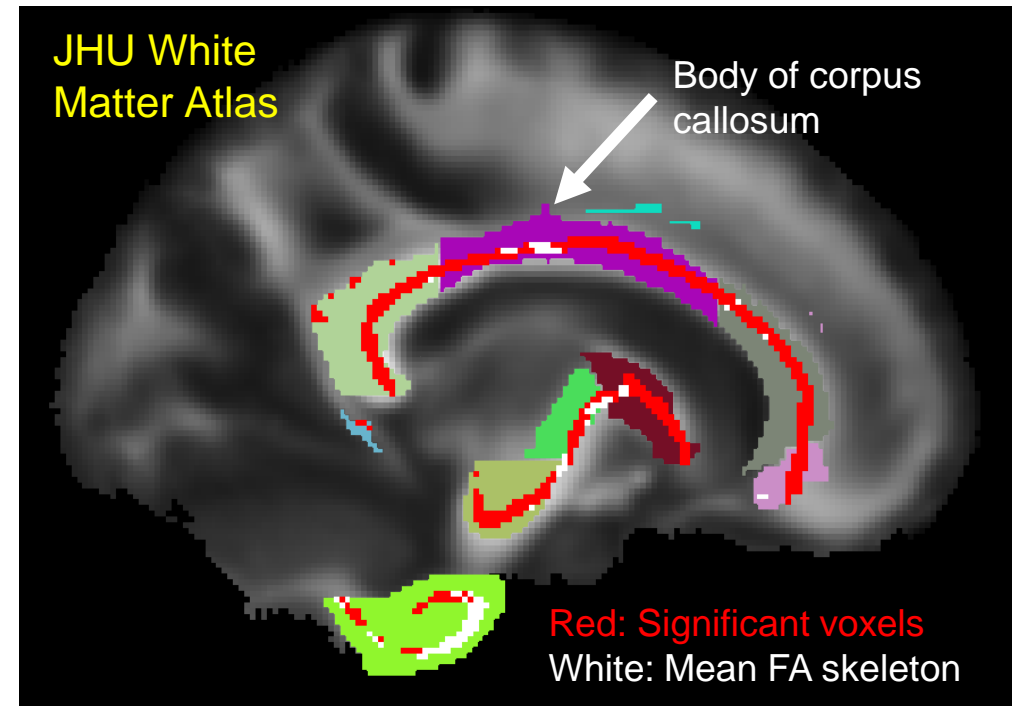 JHU White
Matter Atlas
Body of corpus
callosum
Red: Significant voxels
White: Mean FA skeleton